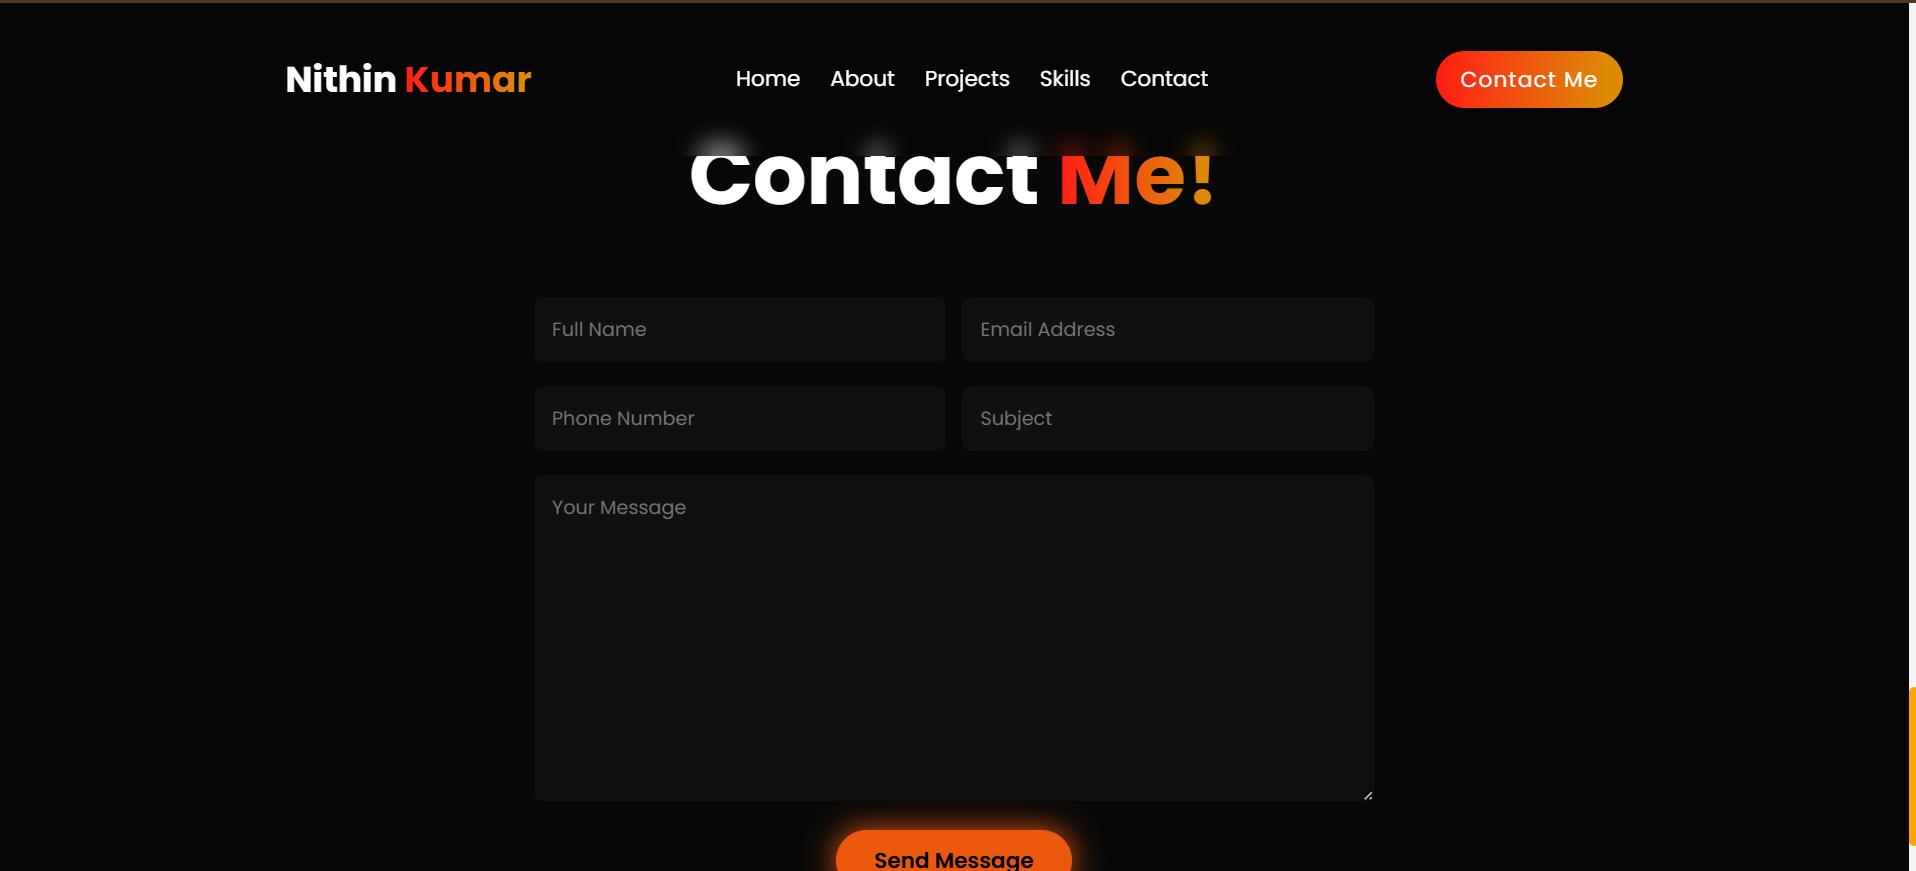 Nithin Kumar
Home About Projects Skills Contact
Contact Me
Contact Me!
Full Name
Email Address
Phone Number
Subject
Your Message
Send Message